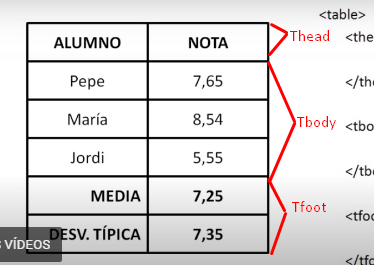 <table>
ALUMNO NOTA Thead <the
Pepe 7,65 </the
María 8,54 Tbody <tbo
Jordi 5,55 </tb
MEDIA 7,25 Tfoot <tfo
DESV. TÍPICA 7,35 </tfo
VÍDEOS